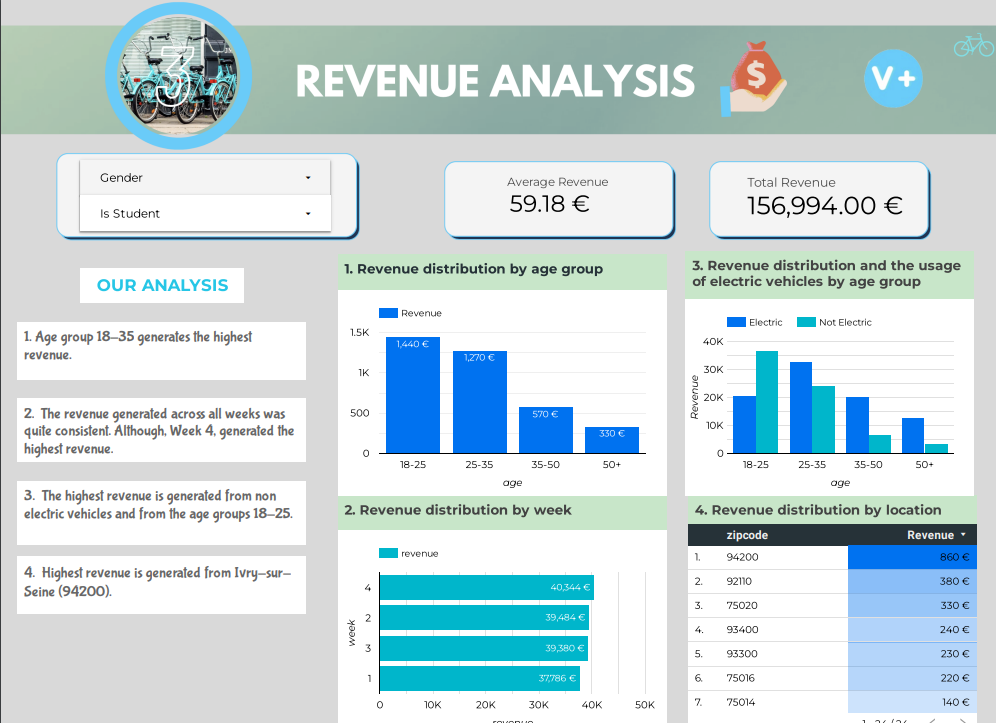 3
REVENUE ANALYSIS
$
V+
Gender
Is Student
Average Revenue
59.18 €
Total Revenue
156,994.00 €
OUR ANALYSIS
1. Age group 18-35 generates the highest
revenue.
2. The revenue generated across all weeks was
quite consistent. Although, Week 4, generated the
highest revenue.
3. The highest revenue is generated from non
electric vehicles and from the age groups 18-25.
4. Highest revenue is generated from Ivry-sur-
Seine (94200).
1. Revenue distribution by age group
Revenue
1.5K
1K
500
0
1,440 €
1,270 €
570 €
330 €
18-25 25-35 35-50 50+
age
3. Revenue distribution and the usage
of electric vehicles by age group
Electric Not Electric
Revenue
40K
30K
20K
10K
0
18-25 25-35 35-50 50+
age
2. Revenue distribution by week
revenue
week
4 40,344 €
2 39,484 €
3 39,380 €
1 37,786 €
0 10K 20K 30K 40K 50K
revenue
4. Revenue distribution by location
zipcode Revenue
1. 94200 860 €
2. 92110 380 €
3. 75020 330 €
4. 93400 240 €
5. 93300 230 €
6. 75016 220 €
7. 75014 140 €